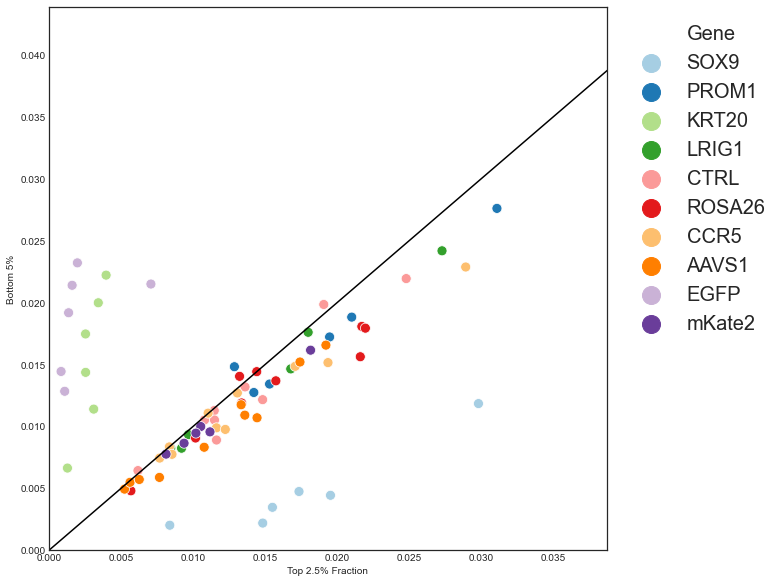 Gene
SOX9
PROM1
KRT20
LRIG1
CTRL
ROSA26
CCR5
AAVS1
EGFP
mKate2
0.040
0.035
0.030
0.025
0.020
0.015
0.010
0.005
0.000
Bottom 5%
0.000 0.005 0.010 0.015 0.020 0.025 0.030 0.035
Top 2.5% Fraction